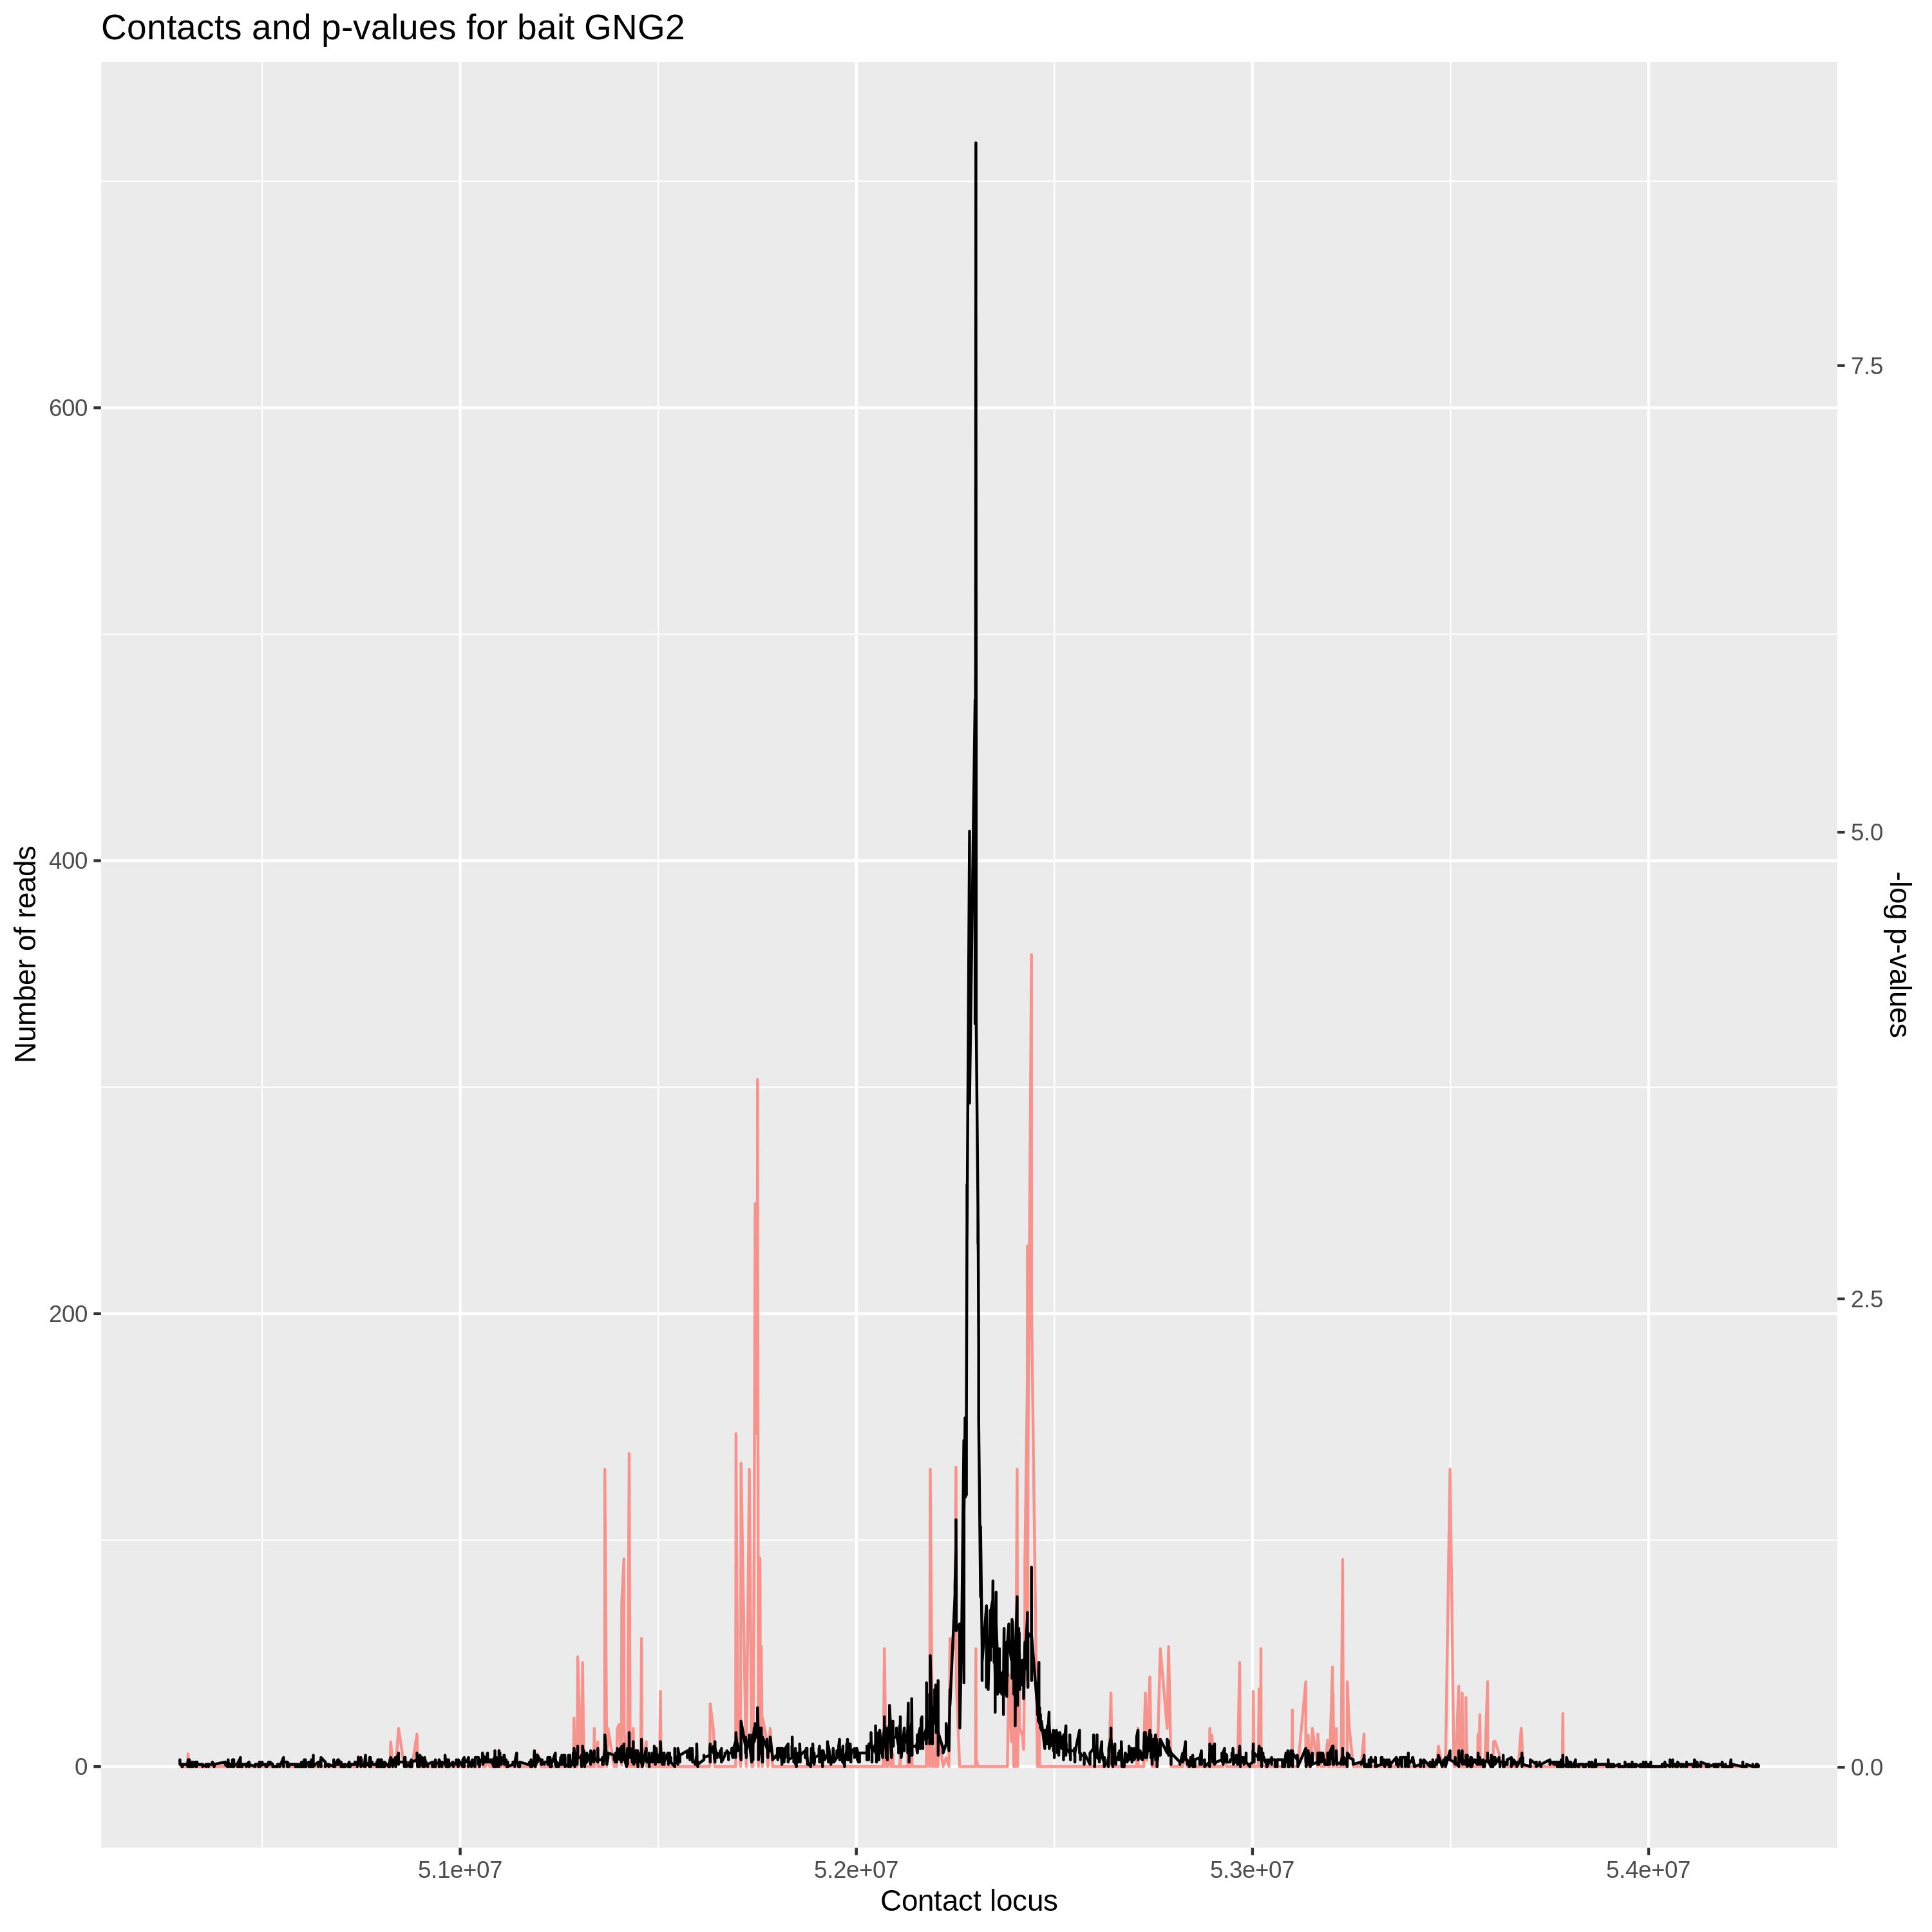 Contacts and p-values for bait GNG2
Number of reads
600
400
200
0
7.5
5.0
2.5
0.0
-log p-values
5.1e+07 5.2e+07 5.3e+07 5.4e+07
Contact locus